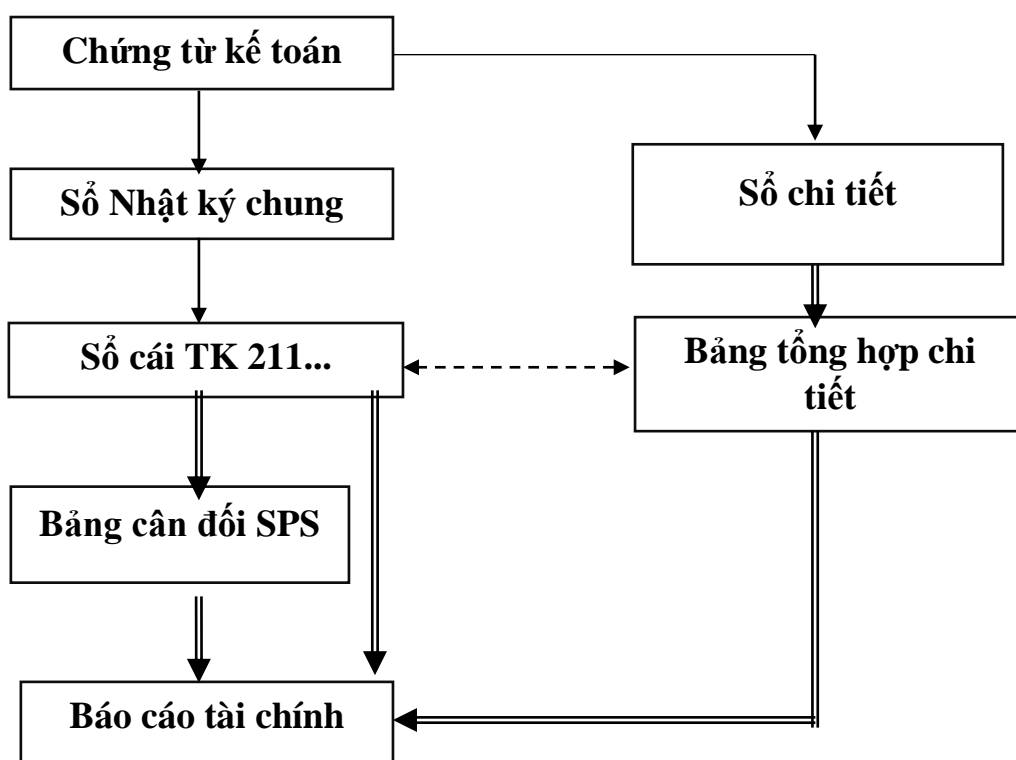 Chứng từ kế toán
Sổ Nhật ký chung
Sổ chi tiết
Sổ cái TK 211...
Bảng tổng hợp chi
tiết
Bảng cân đối SPS
Báo cáo tài chính